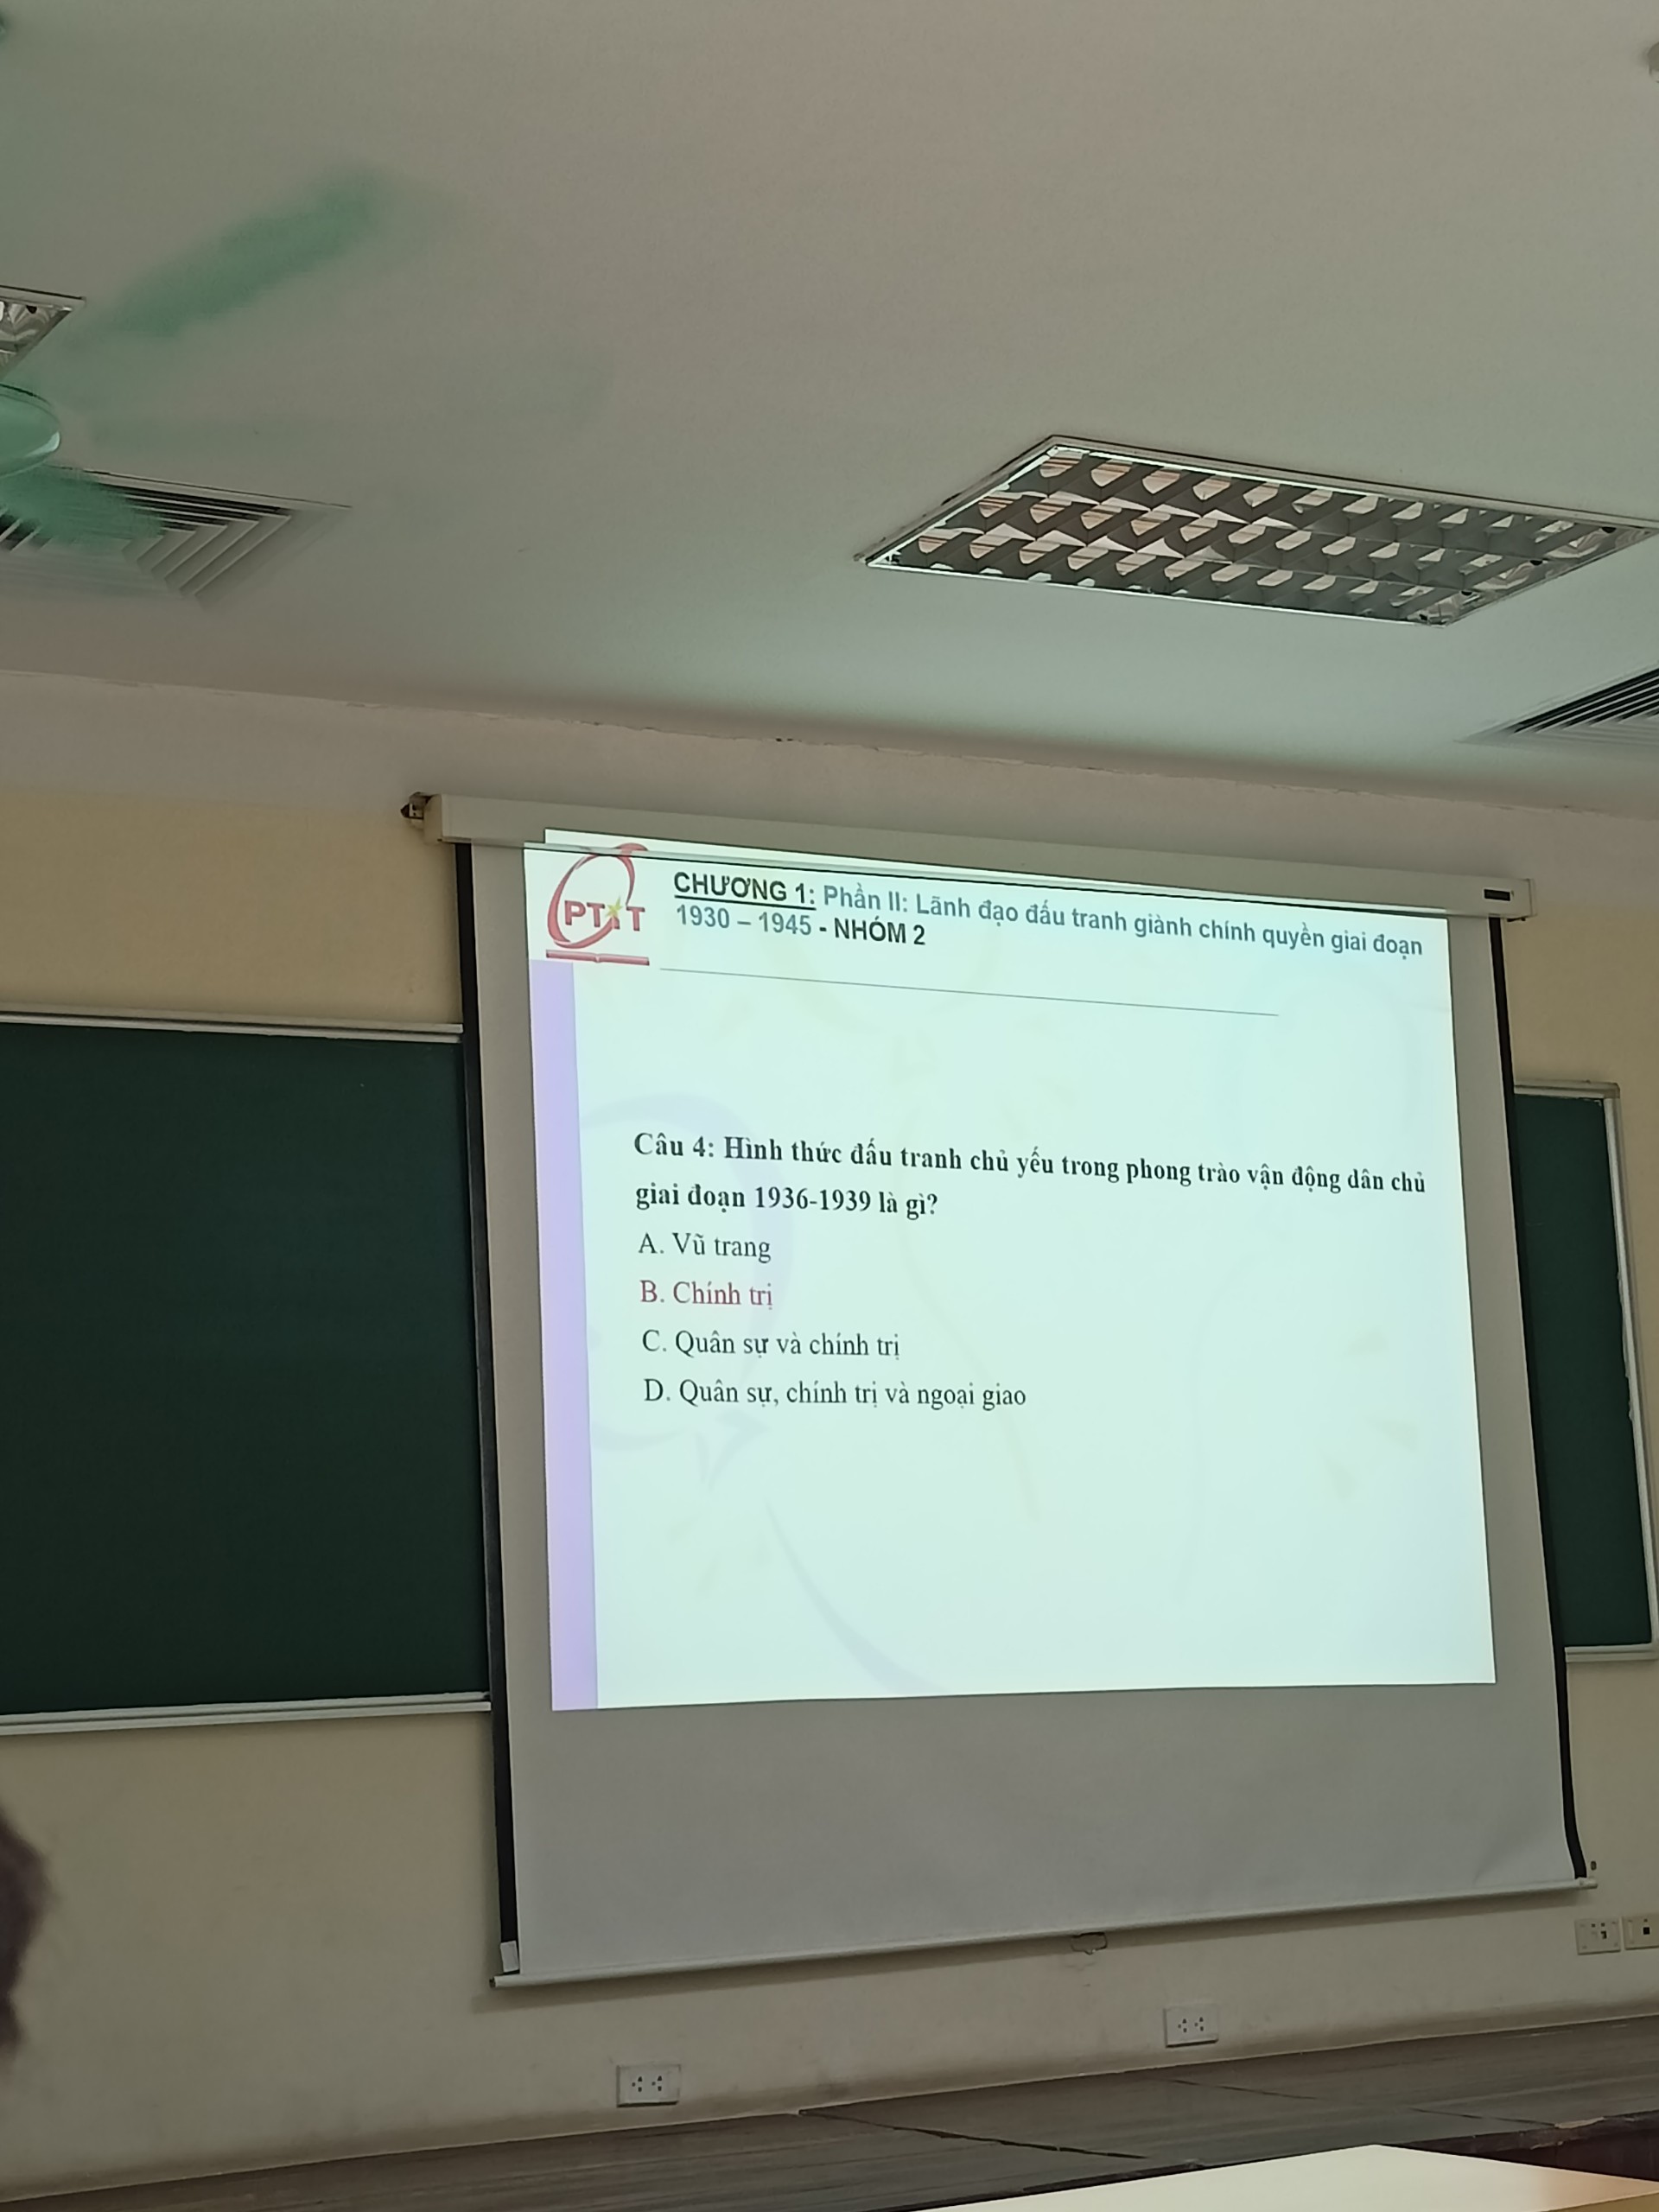 PTIT
CHƯƠNG 1: Phần II: Lãnh đạo đấu tranh giành chính quyền giai đoạn
1930 – 1945 - NHÓM 2
Câu 4: Hình thức đấu tranh chủ yếu trong phong trào vận động dân chủ
giai đoạn 1936-1939 là gì?
A. Vũ trang
B. Chính trị
C. Quân sự và chính trị
D. Quân sự, chính trị và ngoại giao